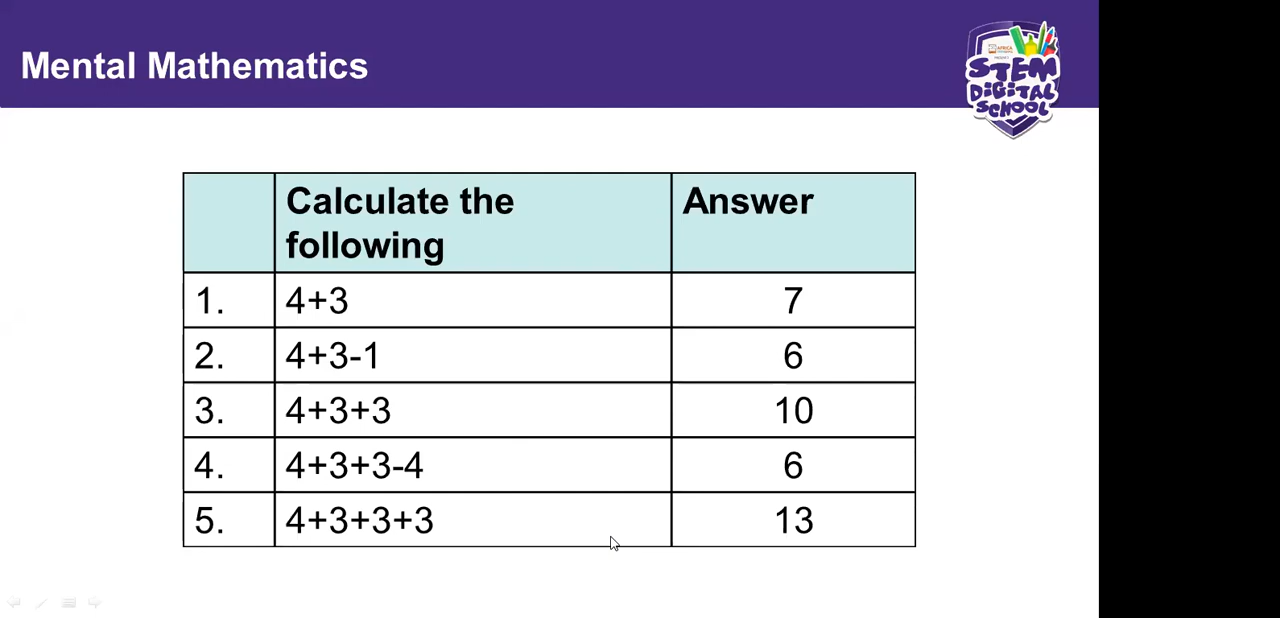 Mental Mathematics
AFRICA
STEM
DIGITAL
SCHOOL
Calculate the
following
Answer
1. 4+3 7
2. 4+3-1 6
3. 4+3+3 10
4. 4+3+3-4 6
5. 4+3+3+3 13